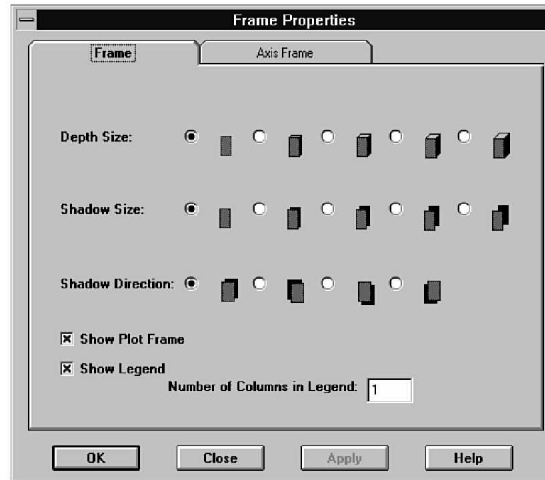 Frame Properties
Frame
Axis Frame
Depth Size:
Shadow Size:
Shadow Direction:
Show Plot Frame
Show Legend
Number of Columns in Legend: 1
OK
Close
Apply
Help